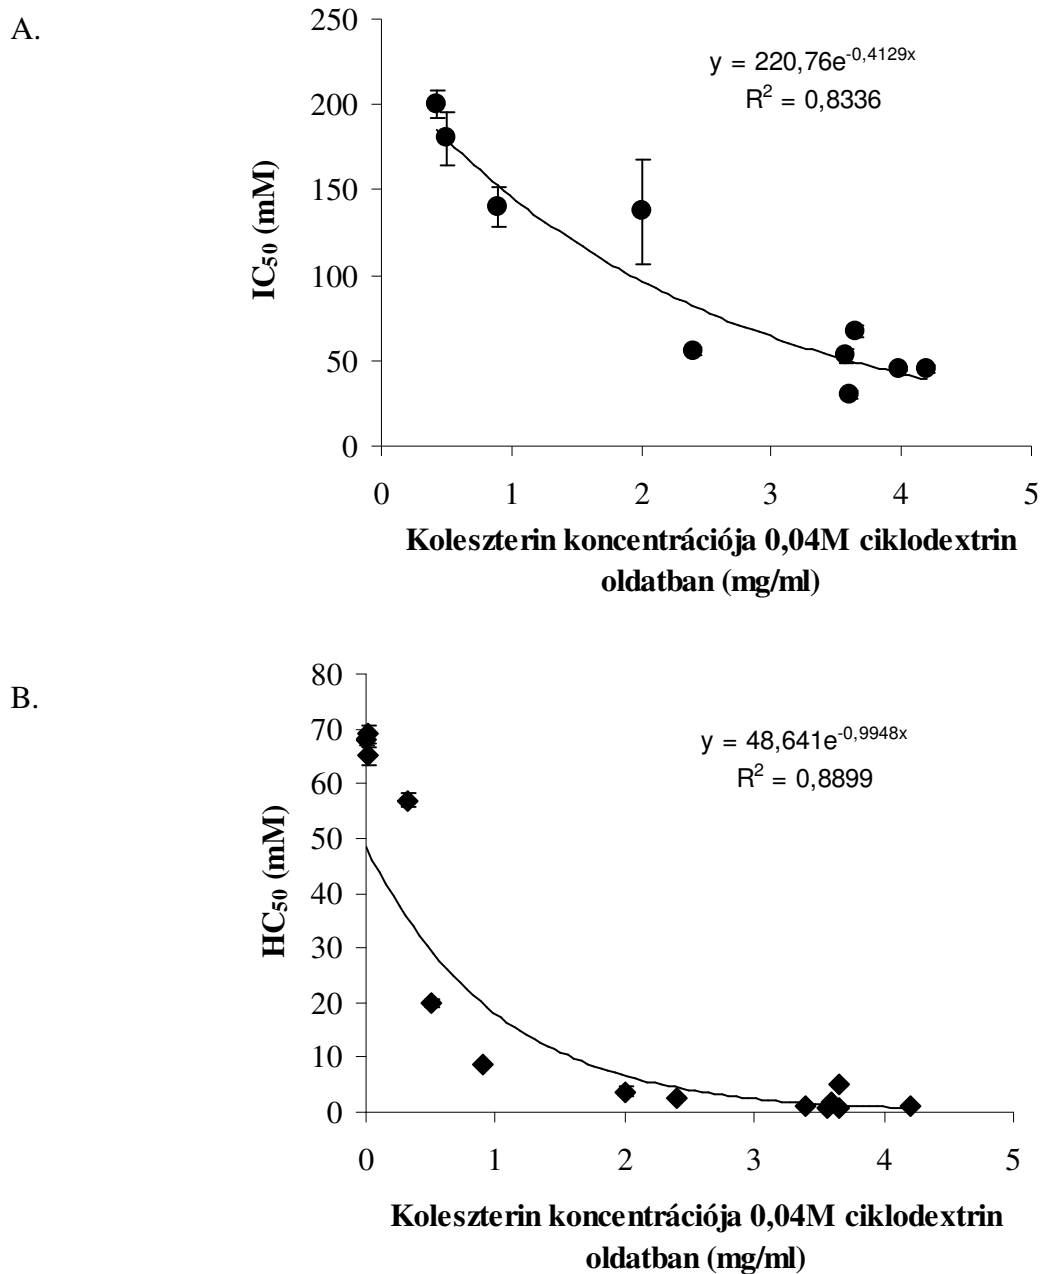 A.
250
200
150
100
50
0
y = 220,76e^-0,4129x
R² = 0,8336
IC₅₀ (mM)
0 1 2 3 4 5
Koleszterin koncentrációja 0,04M ciklodextrin
oldatban (mg/ml)
B.
80
70
60
50
40
30
20
10
0
y = 48,641e^-0,9948x
R² = 0,8899
HC₅₀ (mM)
0 1 2 3 4 5
Koleszterin koncentrációja 0,04M ciklodextrin
oldatban (mg/ml)